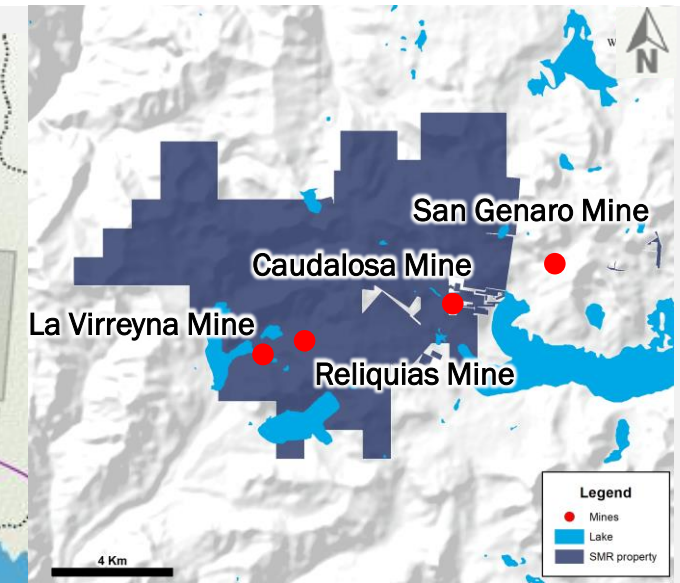 W
N
San Genaro Mine
Caudalosa Mine
La Virreyna Mine
Reliquias Mine
Legend
Mines
Lake
SMR property
4 Km